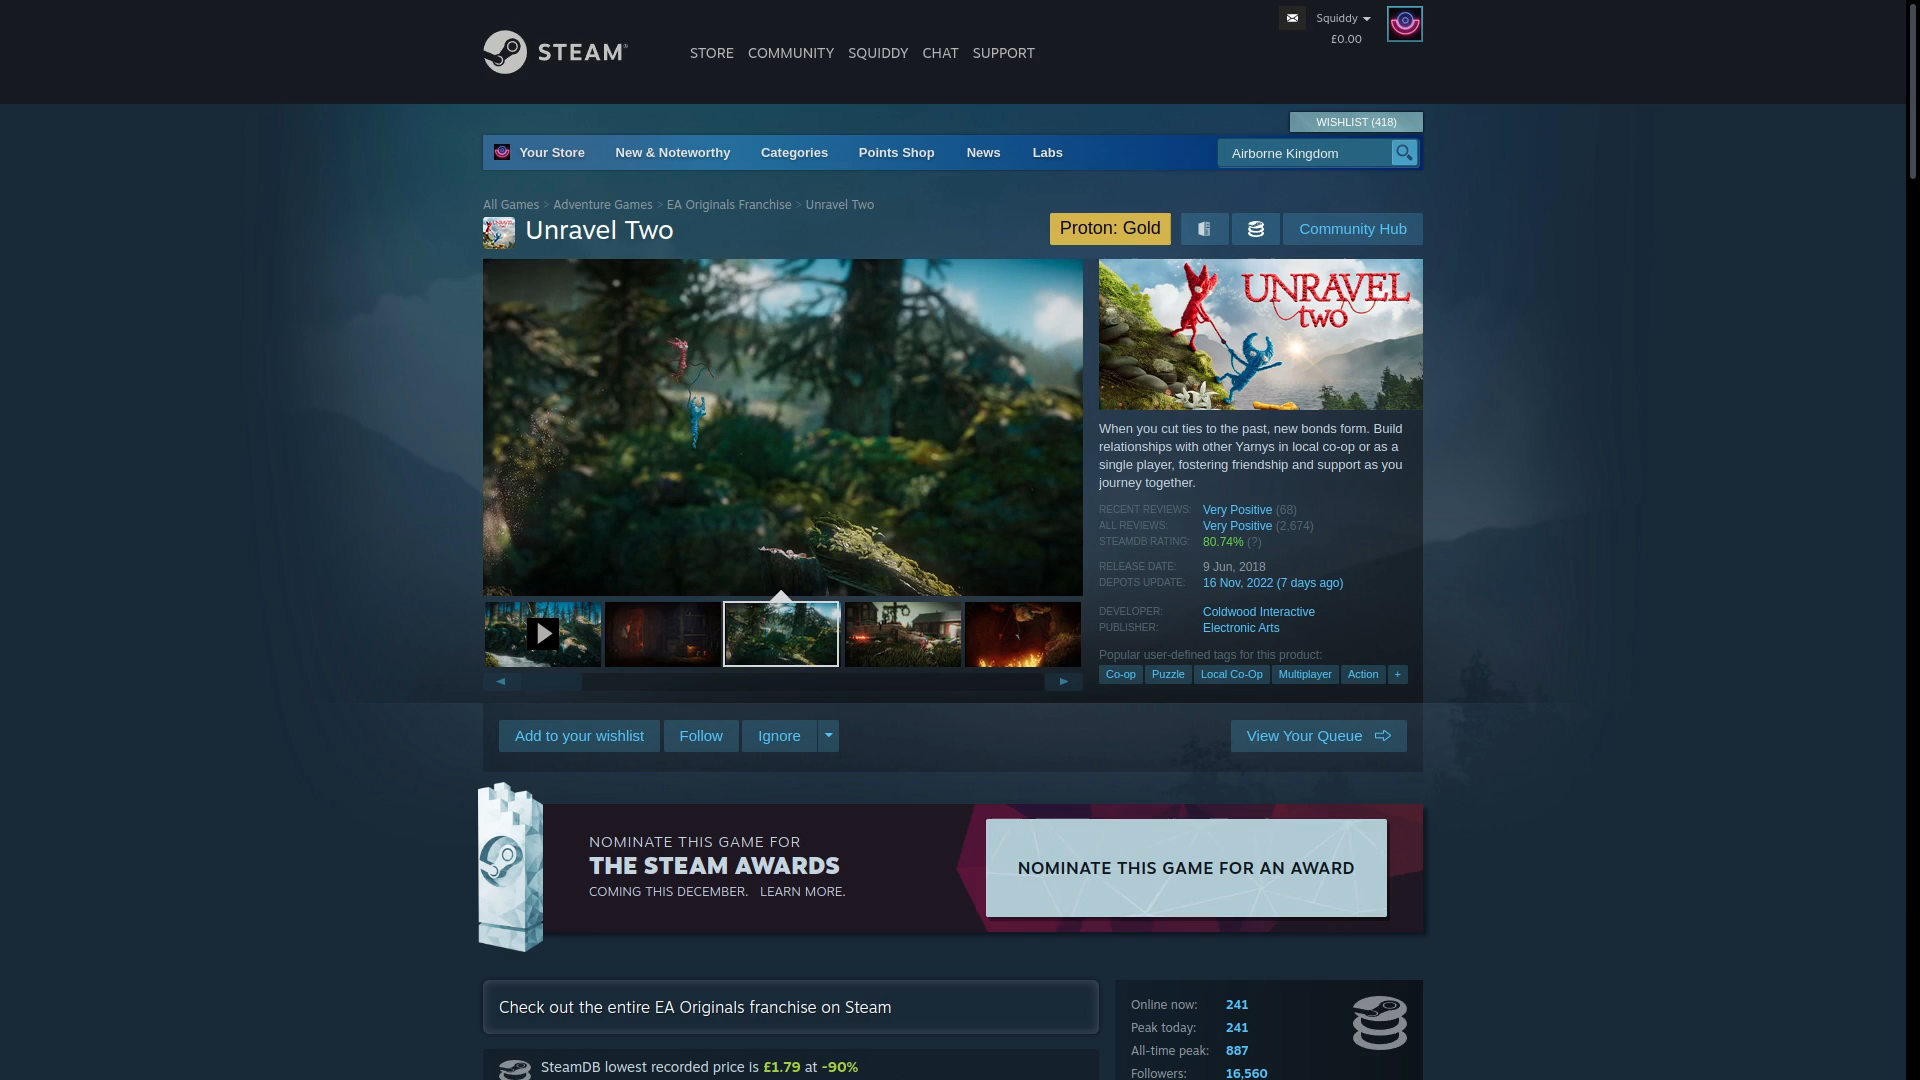 STEAM
STORE COMMUNITY SQUIDDY CHAT SUPPORT
Squiddy
£0.00
WISHLIST (418)
Your Store New & Noteworthy Categories Points Shop News Labs
Airborne Kingdom
All Games > Adventure Games > EA Originals Franchise > Unravel Two
Unravel Two
Proton: Gold
Community Hub
UNRAVEL
two
When you cut ties to the past, new bonds form. Build
relationships with other Yarnys in local co-op or as a
single player, fostering friendship and support as you
journey together.
RECENT REVIEWS: Very Positive (68)
ALL REVIEWS: Very Positive (2,674)
STEAMDB RATING: 80.74% (?)
RELEASE DATE: 9 Jun, 2018
DEPOTS UPDATE: 16 Nov, 2022 (7 days ago)
DEVELOPER: Coldwood Interactive
PUBLISHER: Electronic Arts
Popular user-defined tags for this product:
Co-op Puzzle Local Co-Op Multiplayer Action +
Add to your wishlist Follow Ignore
View Your Queue
NOMINATE THIS GAME FOR
THE STEAM AWARDS
COMING THIS DECEMBER. LEARN MORE.
NOMINATE THIS GAME FOR AN AWARD
Check out the entire EA Originals franchise on Steam
SteamDB lowest recorded price is £1.79 at -90%
Online now: 241
Peak today: 241
All-time peak: 887
Followers: 16,560